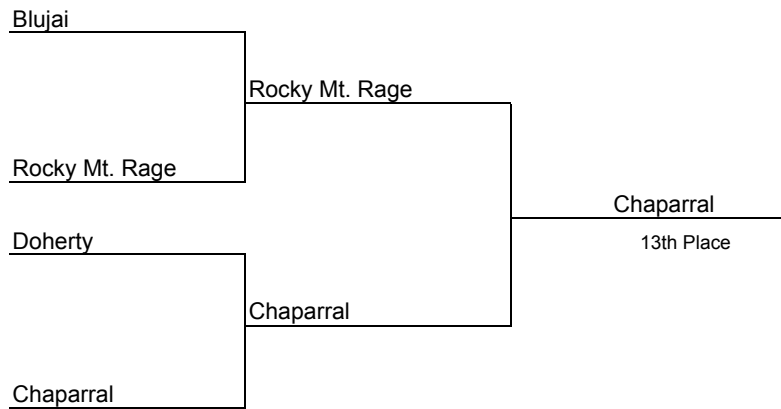 Blujai
Rocky Mt. Rage
Rocky Mt. Rage
Chaparral
Doherty
13th Place
Chaparral
Chaparral